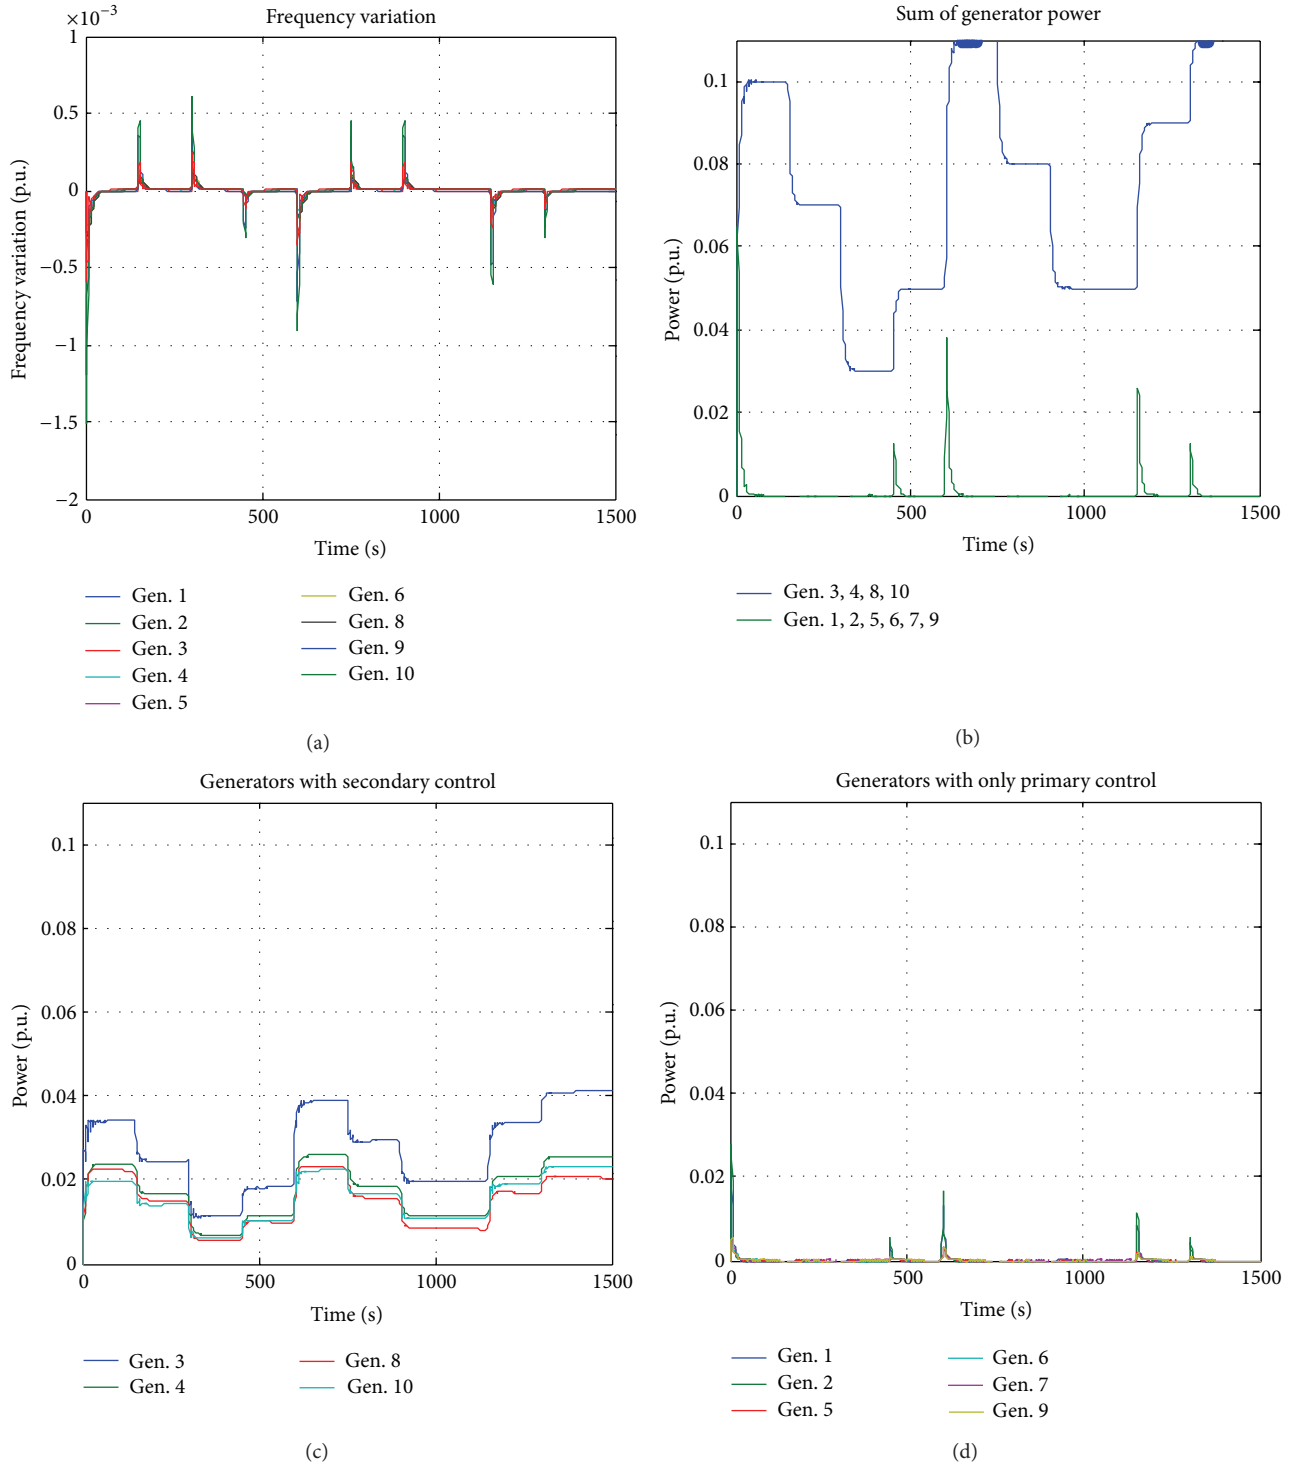 Frequency variation
×10−3
1
0.5
0
−0.5
−1
−1.5
−2
Frequency variation (p.u.)
0
500
1000
1500
Time (s)
Gen. 1
Gen. 2
Gen. 3
Gen. 4
Gen. 5
Gen. 6
Gen. 8
Gen. 9
Gen. 10
(a)
Sum of generator power
0.1
0.08
0.06
0.04
0.02
0
Power (p.u.)
0
500
1000
1500
Time (s)
Gen. 3, 4, 8, 10
Gen. 1, 2, 5, 6, 7, 9
(b)
Generators with secondary control
0.1
0.08
0.06
0.04
0.02
0
Power (p.u.)
0
500
1000
1500
Time (s)
Gen. 3
Gen. 4
Gen. 8
Gen. 10
(c)
Generators with only primary control
0.1
0.08
0.06
0.04
0.02
0
Power (p.u.)
0
500
1000
1500
Time (s)
Gen. 1
Gen. 2
Gen. 5
Gen. 6
Gen. 7
Gen. 9
(d)